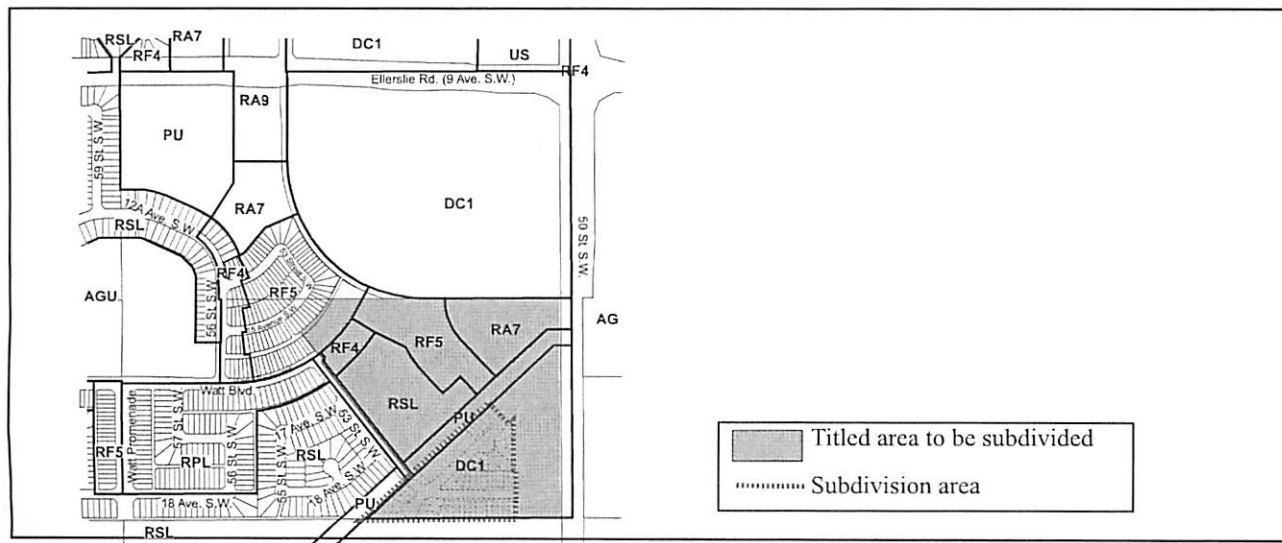 RSL
RA7
RF4
DC1
US
RF4
Ellerslie Rd. (9 Ave. S.W.)
RA9
PU
59 St. S.W.
DC1
RA7
12A Ave. S.W.
RSL
50 St. S.W.
RF4
53 Street S.W.
RF5
AGU
56 St. S.W.
AG
RA7
RF5
RF4
Watt Blvd.
RSL
PU
Watt Promenade
57 St. S.W.
17 Ave. S.W.
53 St. S.W.
RF5
RPL
56 St. S.W.
RSL
DC1
55 St. S.W.
18 Ave. S.W.
18 Ave. S.W.
PU
RSL
Titled area to be subdivided
Subdivision area